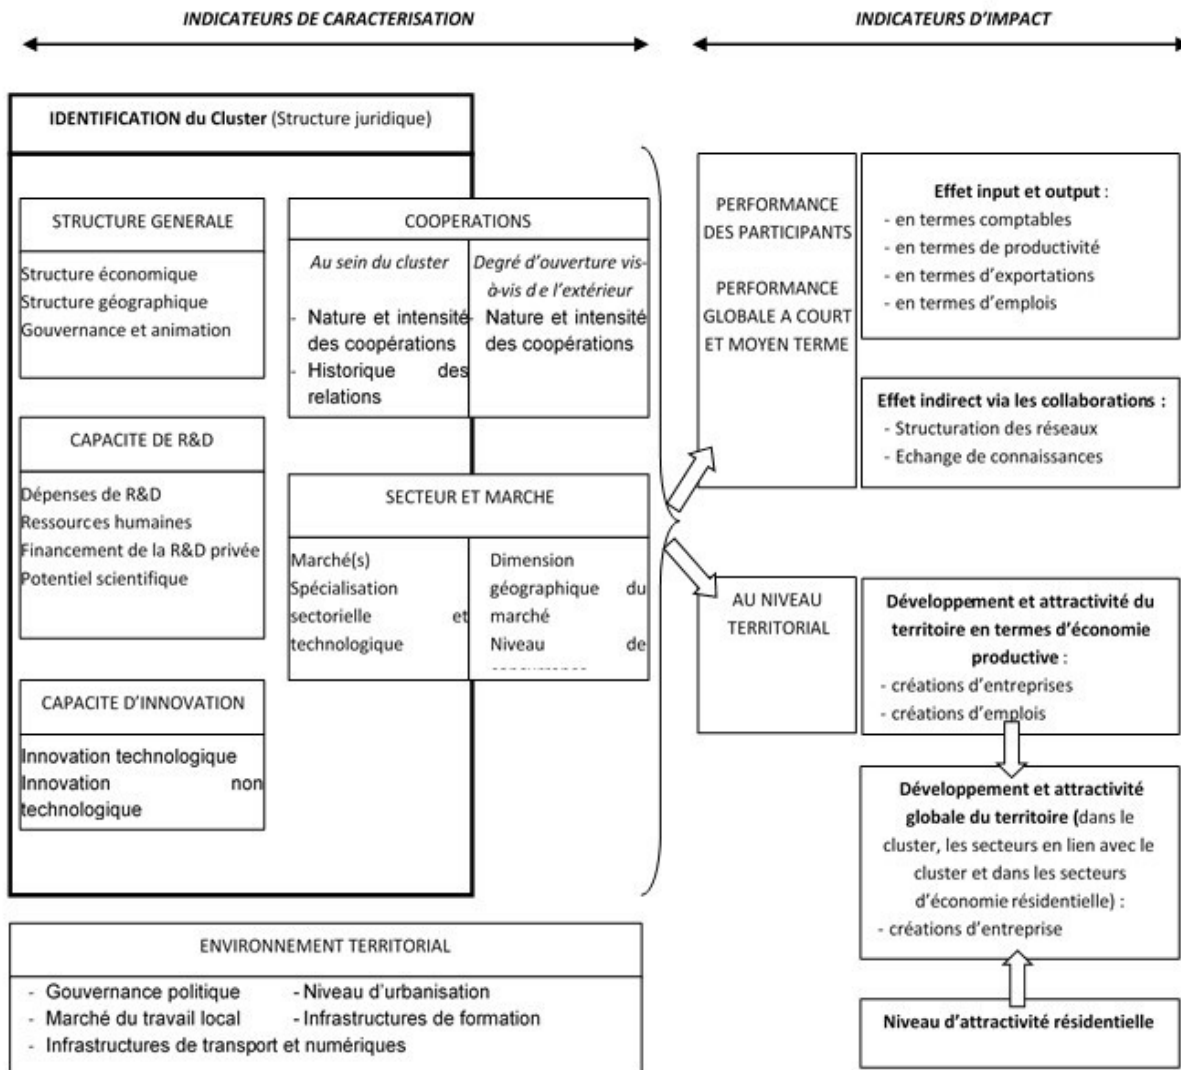 INDICATEURS DE CARACTERISATION
INDICATEURS D'IMPACT
IDENTIFICATION du Cluster (Structure juridique)
STRUCTURE GENERALE
Structure économique
Structure géographique
Gouvernance et animation
CAPACITE DE R&D
Dépenses de R&D
Ressources humaines
Financement de la R&D privée
Potentiel scientifique
CAPACITE D'INNOVATION
Innovation technologique
Innovation non
technologique
COOPERATIONS
Au sein du cluster
- Nature et intensité
des coopérations
- Historique des
relations
Degré d'ouverture vis-
à-vis de l'extérieur
- Nature et intensité
des coopérations
SECTEUR ET MARCHE
Marché(s)
Spécialisation
sectorielle et
technologique
Dimension
géographique du
marché
Niveau de
ENVIRONNEMENT TERRITORIAL
- Gouvernance politique - Niveau d'urbanisation
- Marché du travail local - Infrastructures de formation
- Infrastructures de transport et numériques
PERFORMANCE
DES PARTICIPANTS
PERFORMANCE
GLOBALE A COURT
ET MOYEN TERME
Effet input et output :
- en termes comptables
- en termes de productivité
- en termes d'exportations
- en termes d'emplois
Effet indirect via les collaborations :
- Structuration des réseaux
- Echange de connaissances
AU NIVEAU
TERRITORIAL
Développement et attractivité du
territoire en termes d'économie
productive :
- créations d'entreprises
- créations d'emplois
Développement et attractivité
globale du territoire (dans le
cluster, les secteurs en lien avec le
cluster et dans les secteurs
d'économie résidentielle) :
- créations d'entreprise
Niveau d'attractivité résidentielle